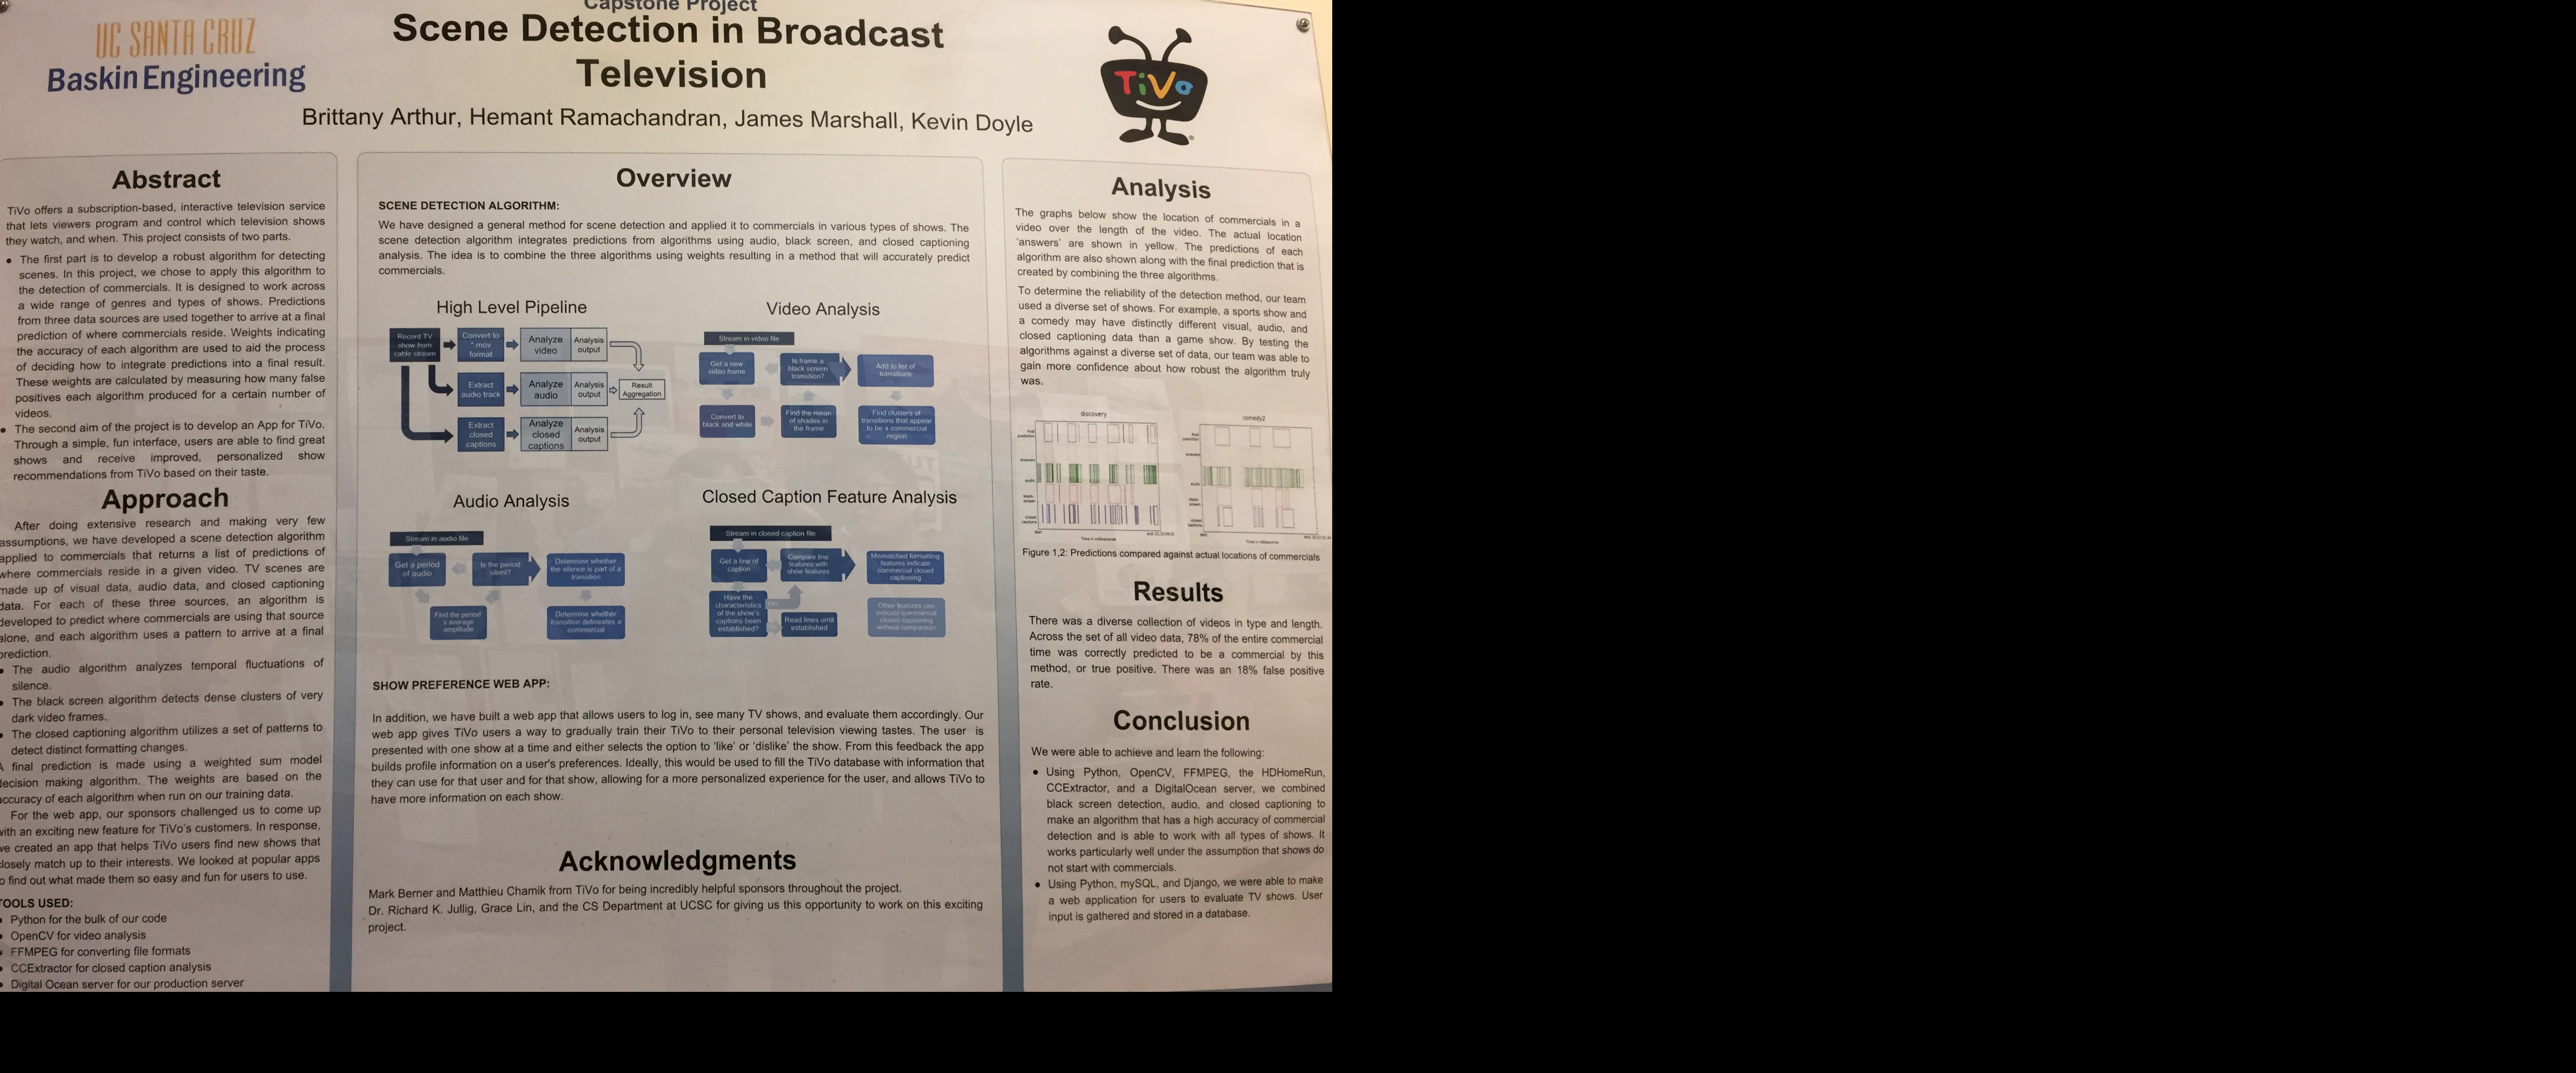 Capstone Project
UC SANTA CRUZ
Baskin Engineering
Scene Detection in Broadcast
Television
Brittany Arthur, Hemant Ramachandran, James Marshall, Kevin Doyle
TiVo
®
Abstract
TiVo offers a subscription-based, interactive television service
that lets viewers program and control which television shows
they watch, and when. This project consists of two parts.
• The first part is to develop a robust algorithm for detecting
scenes. In this project, we chose to apply this algorithm to
the detection of commercials. It is designed to work across
a wide range of genres and types of shows. Predictions
from three data sources are used together to arrive at a final
prediction of where commercials reside. Weights indicating
the accuracy of each algorithm are used to aid the process
of deciding how to integrate predictions into a final result.
These weights are calculated by measuring how many false
positives each algorithm produced for a certain number of
videos.
• The second aim of the project is to develop an App for TiVo.
Through a simple, fun interface, users are able to find great
shows and receive improved, personalized show
recommendations from TiVo based on their taste.
Approach
After doing extensive research and making very few
assumptions, we have developed a scene detection algorithm
applied to commercials that returns a list of predictions of
where commercials reside in a given video. TV scenes are
made up of visual data, audio data, and closed captioning
data. For each of these three sources, an algorithm is
developed to predict where commercials are using that source
alone, and each algorithm uses a pattern to arrive at a final
prediction.
• The audio algorithm analyzes temporal fluctuations of
silence.
• The black screen algorithm detects dense clusters of very
dark video frames.
• The closed captioning algorithm utilizes a set of patterns to
detect distinct formatting changes.
A final prediction is made using a weighted sum model
decision making algorithm. The weights are based on the
accuracy of each algorithm when run on our training data.
For the web app, our sponsors challenged us to come up
with an exciting new feature for TiVo's customers. In response,
we created an app that helps TiVo users find new shows that
closely match up to their interests. We looked at popular apps
to find out what made them so easy and fun for users to use.
TOOLS USED:
• Python for the bulk of our code
• OpenCV for video analysis
• FFMPEG for converting file formats
• CCExtractor for closed caption analysis
• Digital Ocean server for our production server
Overview
SCENE DETECTION ALGORITHM:
We have designed a general method for scene detection and applied it to commercials in various types of shows. The
scene detection algorithm integrates predictions from algorithms using audio, black screen, and closed captioning
analysis. The idea is to combine the three algorithms using weights resulting in a method that will accurately predict
commercials.
High Level Pipeline
Record TV
show from
cable stream
Convert to
*.mov
format
Analyze
video
Analysis
output
Extract
audio track
Analyze
audio
Analysis
output
Result
Aggregation
Extract
closed
captions
Analyze
closed
captions
Analysis
output
Video Analysis
Stream in video file
Get a new
video frame
Is frame a
black screen
transition?
Add to list of
transitions
Convert to
black and white
Find the mean
of shades in
the frame
Find clusters of
transitions that appear
to be a commercial
region
Audio Analysis
Stream in audio file
Get a period
of audio
Is the period
silent?
Determine whether
the silence is part of a
transition
Find the period's
average
amplitude
Determine whether
transition delineates a
commercial
Closed Caption Feature Analysis
Stream in closed caption file
Get a line of
caption
Compare line
features with
show features
Mismatched formatting
features indicate
commercial closed
captioning
Have the
characteristics
of the show's
captions been
established?
Read lines until
established
Other features can
indicate commercial
closed captioning
without comparison
SHOW PREFERENCE WEB APP:
In addition, we have built a web app that allows users to log in, see many TV shows, and evaluate them accordingly. Our
web app gives TiVo users a way to gradually train their TiVo to their personal television viewing tastes. The user is
presented with one show at a time and either selects the option to 'like' or 'dislike' the show. From this feedback the app
builds profile information on a user's preferences. Ideally, this would be used to fill the TiVo database with information that
they can use for that user and for that show, allowing for a more personalized experience for the user, and allows TiVo to
have more information on each show.
Acknowledgments
Mark Berner and Matthieu Chamik from TiVo for being incredibly helpful sponsors throughout the project.
Dr. Richard K. Jullig, Grace Lin, and the CS Department at UCSC for giving us this opportunity to work on this exciting
project.
Analysis
The graphs below show the location of commercials in a
video over the length of the video. The actual location
'answers' are shown in yellow. The predictions of each
algorithm are also shown along with the final prediction that is
created by combining the three algorithms.
To determine the reliability of the detection method, our team
used a diverse set of shows. For example, a sports show and
a comedy may have distinctly different visual, audio, and
closed captioning data than a game show. By testing the
algorithms against a diverse set of data, our team was able to
gain more confidence about how robust the algorithm truly
was.
discovery
final
prediction
answers
audio
black-
screen
closed
captions
start
Time in milliseconds
comedy2
final
prediction
answers
audio
black-
screen
closed
captions
start
Time in milliseconds
Figure 1,2: Predictions compared against actual locations of commercials
Results
There was a diverse collection of videos in type and length.
Across the set of all video data, 78% of the entire commercial
time was correctly predicted to be a commercial by this
method, or true positive. There was an 18% false positive
rate.
Conclusion
We were able to achieve and learn the following:
• Using Python, OpenCV, FFMPEG, the HDHomeRun,
CCExtractor, and a DigitalOcean server, we combined
black screen detection, audio, and closed captioning to
make an algorithm that has a high accuracy of commercial
detection and is able to work with all types of shows. It
works particularly well under the assumption that shows do
not start with commercials.
• Using Python, mySQL, and Django, we were able to make
a web application for users to evaluate TV shows. User
input is gathered and stored in a database.